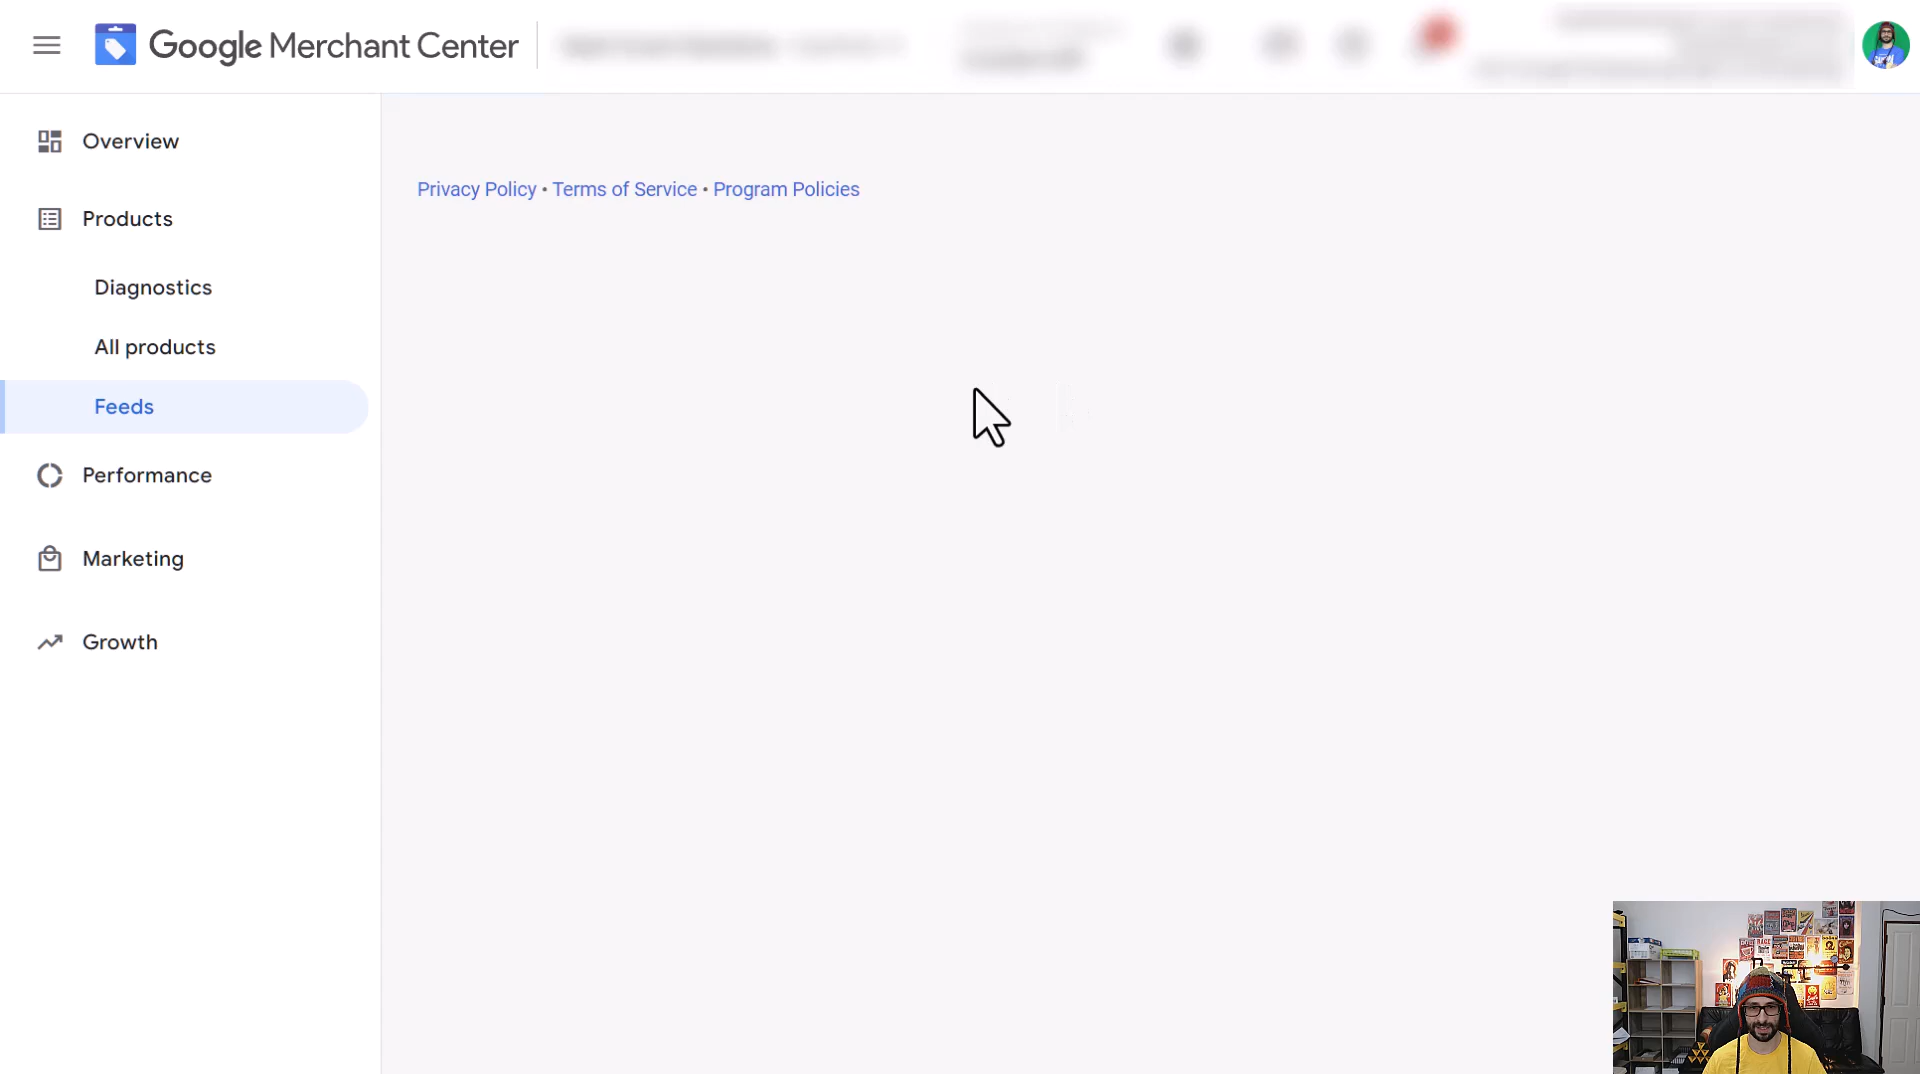 Google Merchant Center
Overview
Products
Diagnostics
All products
Feeds
Performance
Marketing
Growth
Privacy Policy • Terms of Service • Program Policies